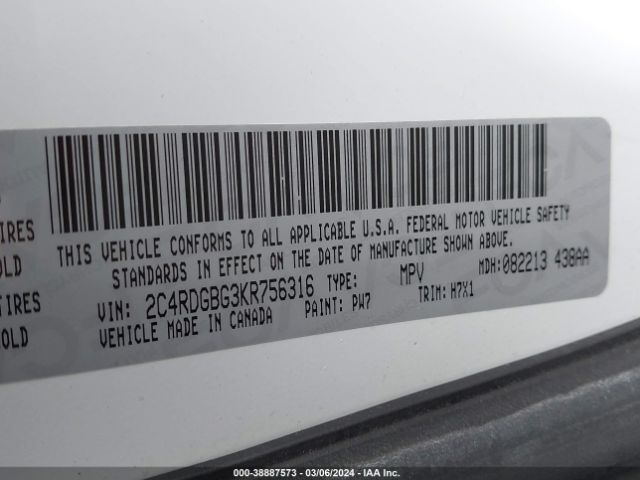 TIRES
OLD
TIRES
OLD
THIS VEHICLE CONFORMS TO ALL APPLICABLE U.S.A. FEDERAL MOTOR VEHICLE SAFETY
STANDARDS IN EFFECT ON THE DATE OF MANUFACTURE SHOWN ABOVE.
VIN: 2C4RDGBG3KR756316 TYPE: MPV MDH:082213 438AA
VEHICLE MADE IN CANADA PAINT: PW7 TRIM: H7X1
000-38887573 - 03/06/2024 - IAA Inc.